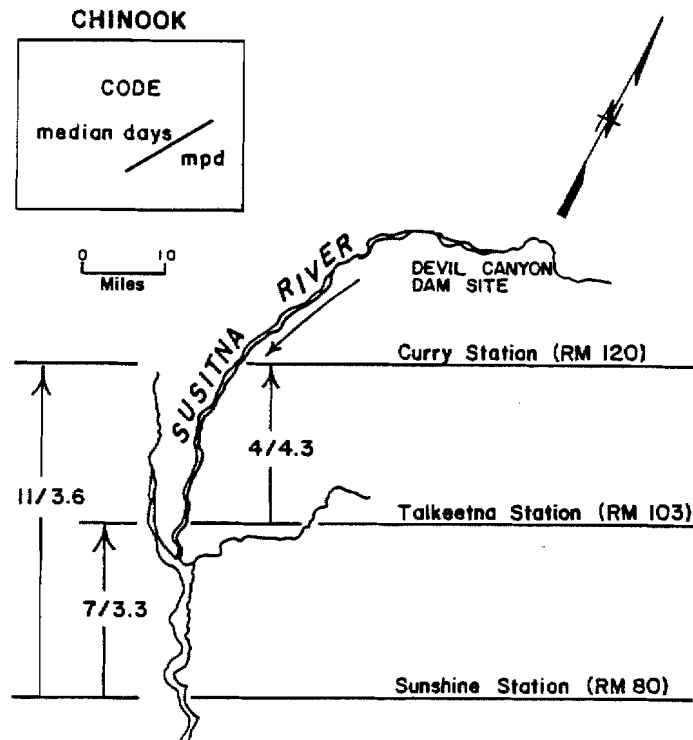 CHINOOK
CODE
median days
mpd
0 10
Miles
SUSITNA RIVER
DEVIL CANYON
DAM SITE
Curry Station (RM 120)
4/4.3
11/3.6
Talkeetna Station (RM 103)
7/3.3
Sunshine Station (RM 80)